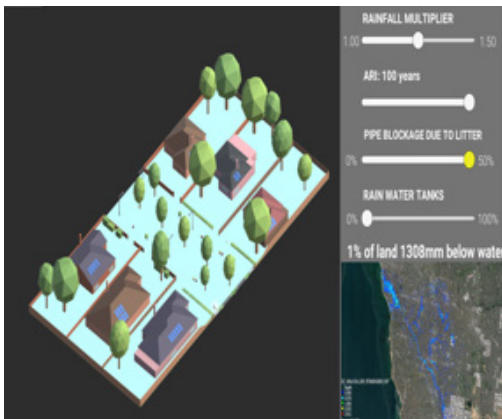 RAINFALL MULTIPLIER
1.00 1.50
ARI: 100 years
PIPE BLOCKAGE DUE TO LITTER
0% 50%
RAIN WATER TANKS
0% 100%
1% of land 1308mm below water